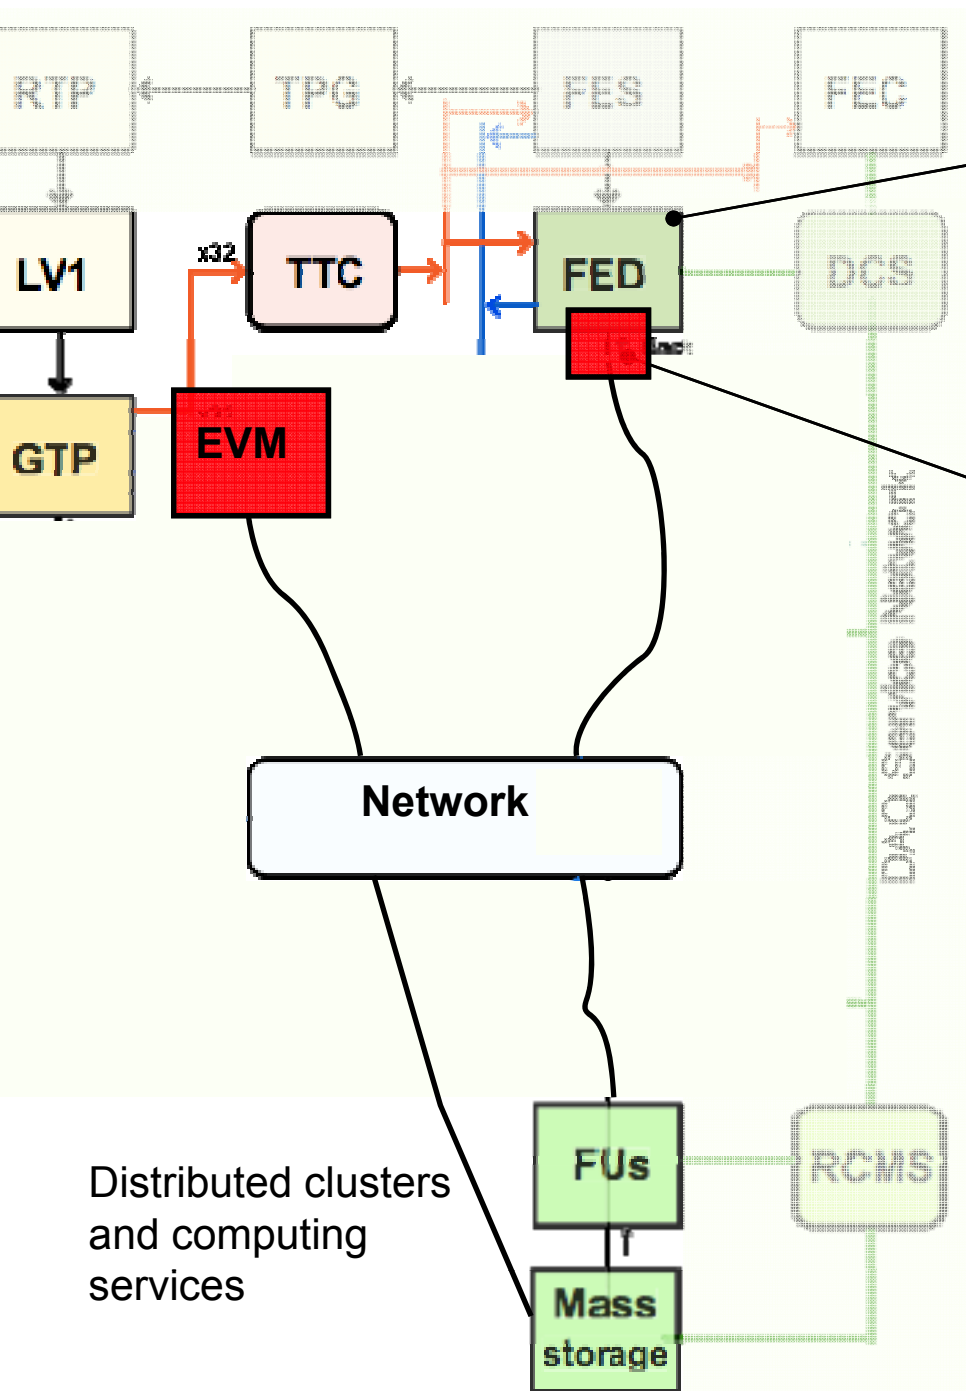 RTP
TPG
FES
FEC
LV1
x32
TTC
FED
DCS
GTP
EVM
DAQ Service Network
Network
FUs
RCMS
Distributed clusters
and computing
services
Mass
storage